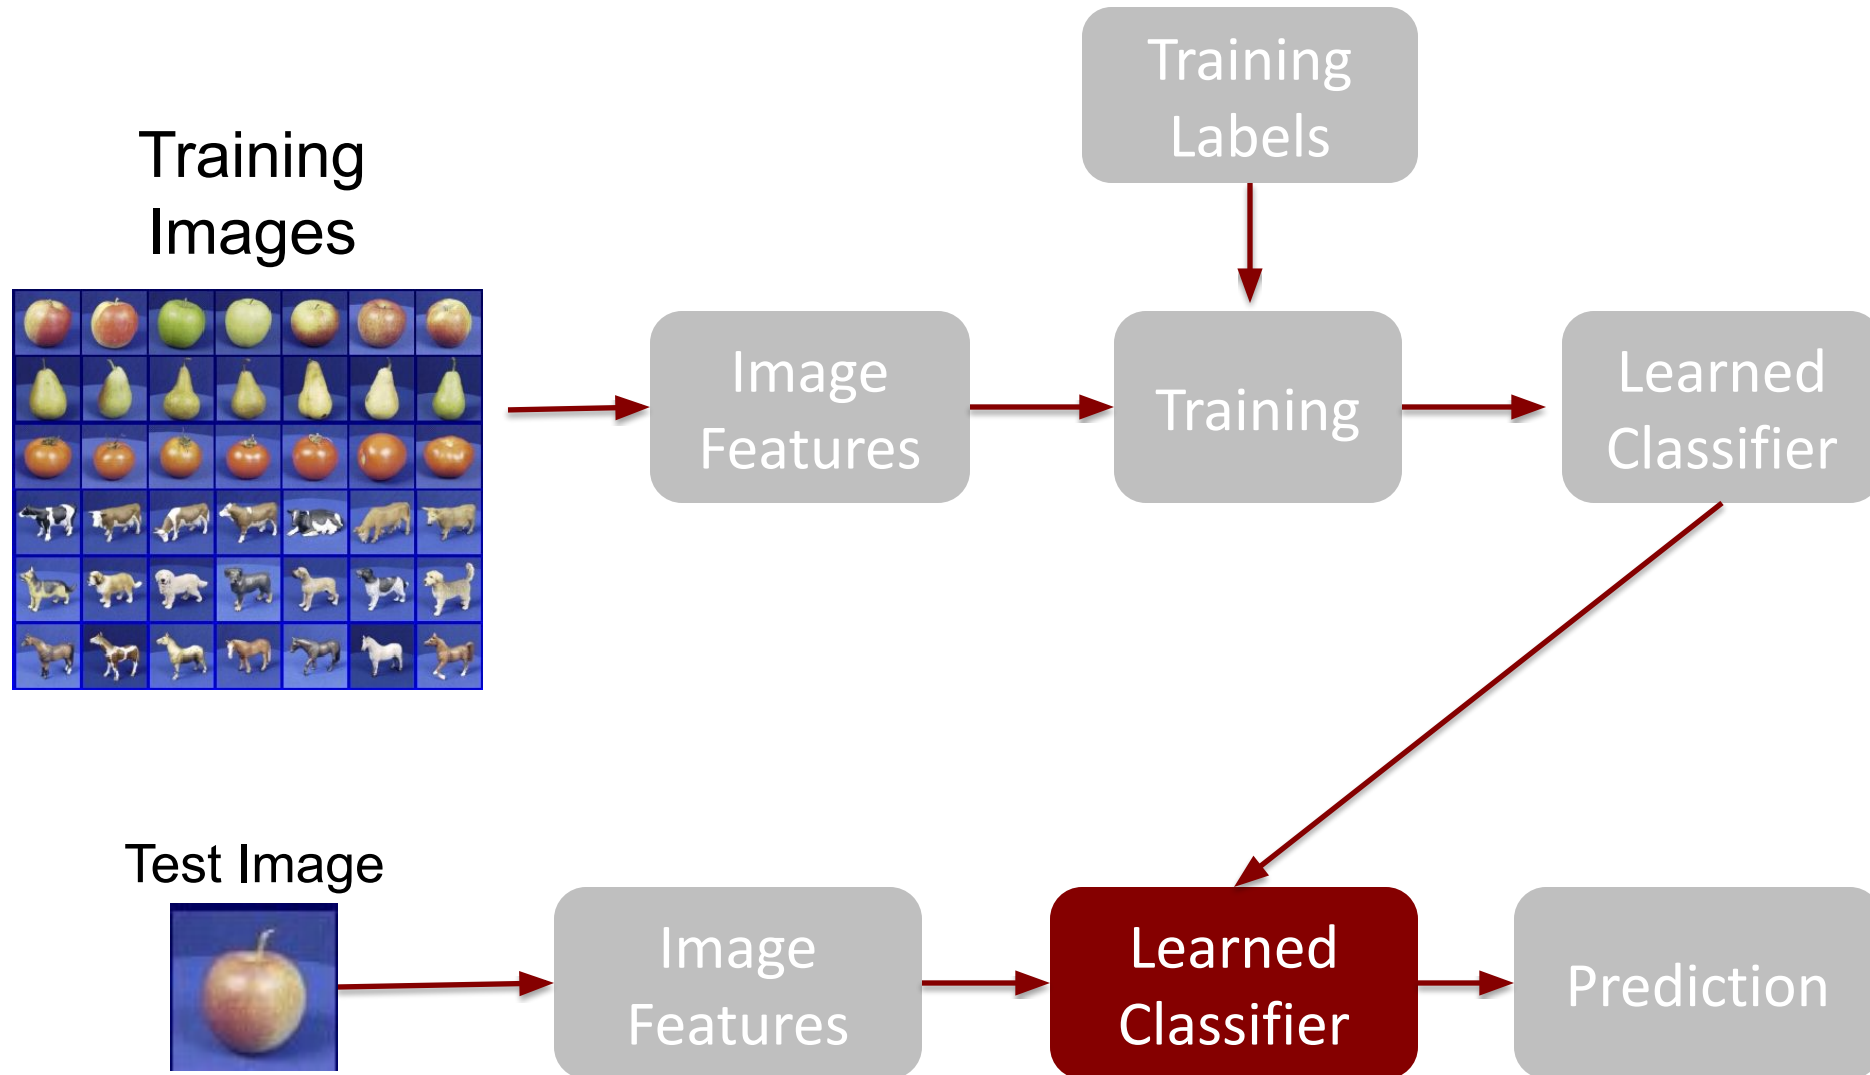 Training
Labels
Training
Images
Image
Features
Training
Learned
Classifier
Test Image
Image
Features
Learned
Classifier
Prediction